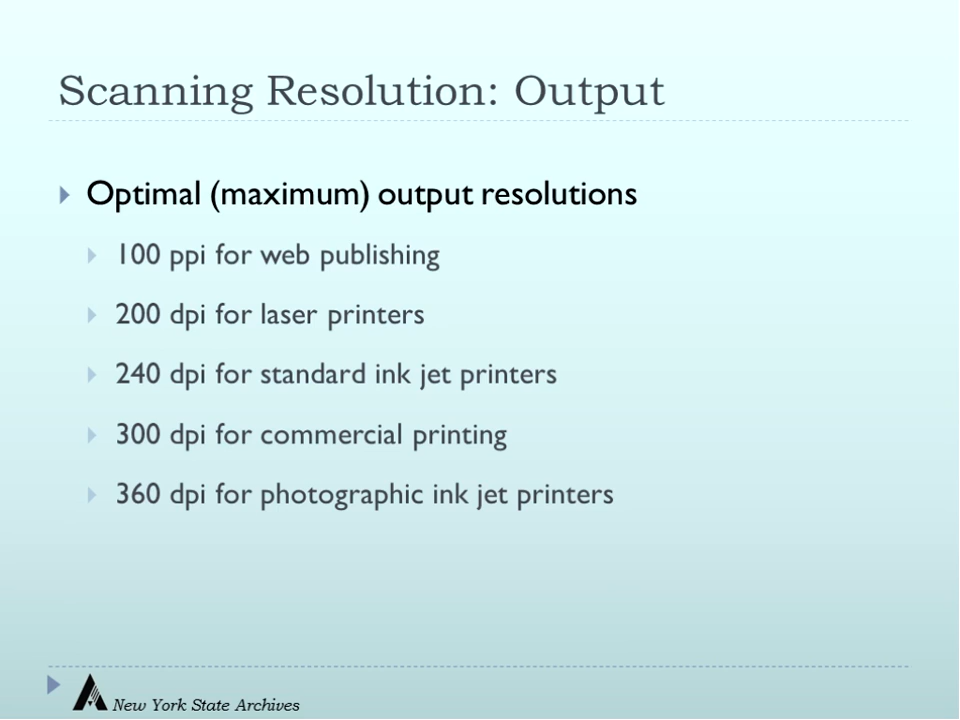 Scanning Resolution: Output
Optimal (maximum) output resolutions
100 ppi for web publishing
200 dpi for laser printers
240 dpi for standard ink jet printers
300 dpi for commercial printing
360 dpi for photographic ink jet printers
New York State Archives